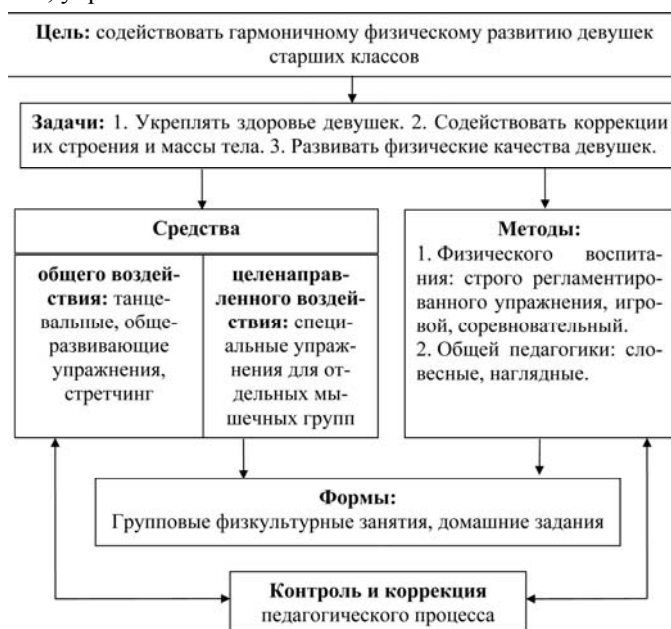 Цель: содействовать гармоничному физическому развитию девушек
старших классов
Задачи: 1. Укреплять здоровье девушек. 2. Содействовать коррекции
их строения и массы тела. 3. Развивать физические качества девушек.
Средства
общего воздей-
ствия: танце-
вальные, обще-
развивающие
упражнения,
стретчинг
целенаправ-
ленного воздей-
ствия: специ-
альные упраж-
нения для от-
дельных мы-
шечных групп
Методы:
1. Физического воспита-
ния: строго регламентиро-
ванного упражнения, иг-
ровой, соревновательный.
2. Общей педагогики: сло-
весные, наглядные.
Формы:
Групповые физкультурные занятия, домашние задания
Контроль и коррекция
педагогического процесса